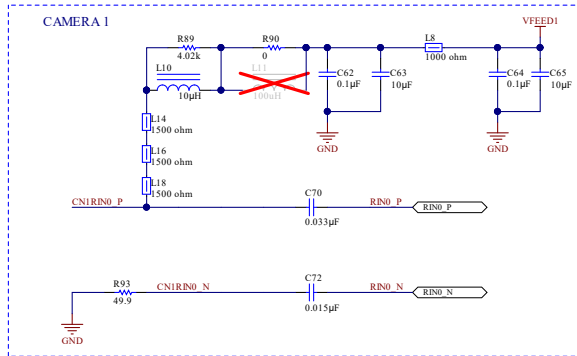 CAMERA 1
VFEED1
R89
4.02k
R90
0
L8
1000 ohm
L10
10µH
L11
100uH
C62
0.1µF
C63
10µF
C64
0.1µF
C65
10µF
GND
GND
L14
1500 ohm
L16
1500 ohm
L18
1500 ohm
CN1RIN0_P
C70
0.033µF
RIN0_P
RIN0_P
R93
49.9
CN1RIN0_N
C72
0.015µF
RIN0_N
RIN0_N
GND